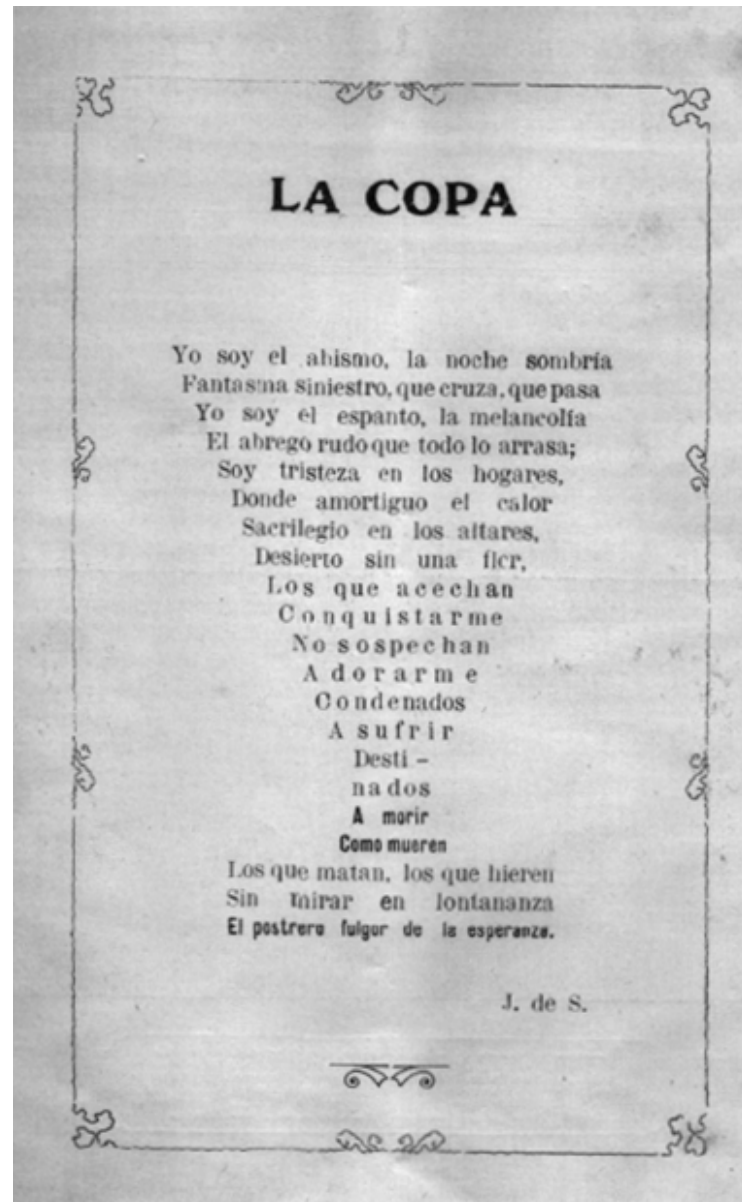 LA COPA
Yo soy el abismo, la noche sombría
Fantasma siniestro, que cruza, que pasa
Yo soy el espanto, la melancolía
El abrego rudo que todo lo arrasa;
Soy tristeza en los hogares,
Donde amortiguo el calor
Sacrilegio en los altares,
Desierto sin una flcr,
Los que acechan
Conquistarme
No sospechan
Adorarme
Condenados
A sufrir
Desti -
nados
A morir
Como mueren
Los que matan, los que hieren
Sin mirar en lontananza
El postrero fulgor de la esperanza.
J. de S.